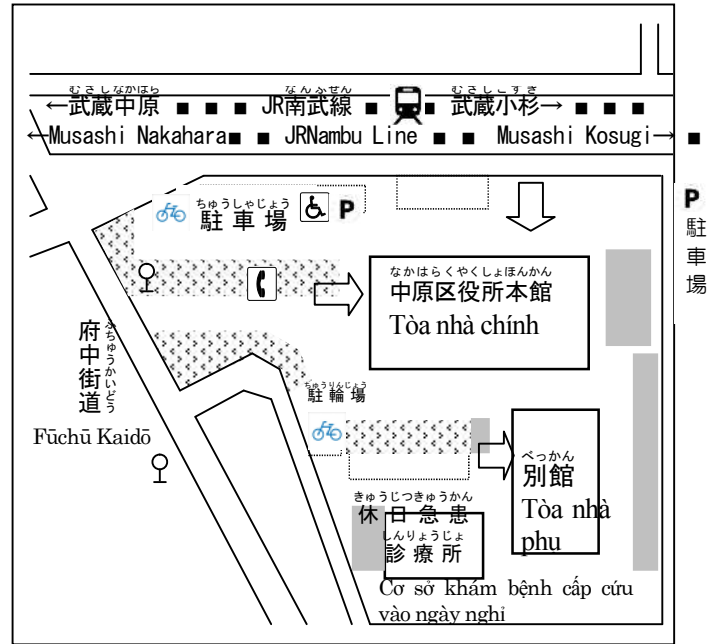 むさしなかはら なんぶせん むさしこすぎ
←武蔵中原 ■ ■ ■ JR南武線 ■ ■ 武蔵小杉→ ■ ■ ■
←Musashi Nakahara■ ■ JRNambu Line ■ ■ Musashi Kosugi→ ■
ちゅうしゃじょう
駐車場 P
P
駐車場
なかはらくやくしょほんかん
中原区役所本館
Tòa nhà chính
ふちゅうかいどう
府中街道
Fūchū Kaidō
ちゅうりんじょう
駐輪場
べっかん
別館
Tòa nhà
phụ
きゅうじつきゅうかん
休日急患
しんりょうじょ
診療所
Cơ sở khám bệnh cấp cứu
vào ngày nghỉ